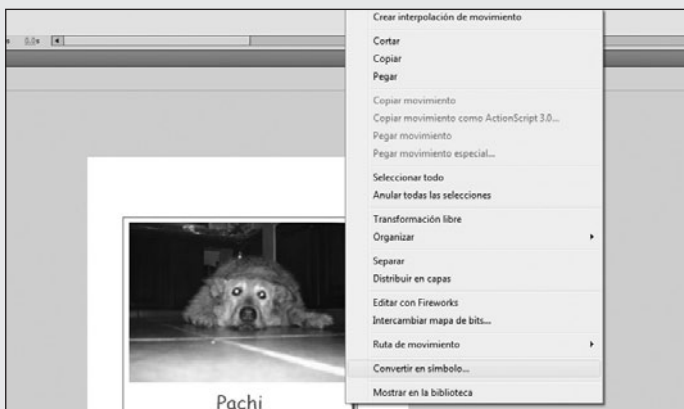 Crear interpolación de movimiento
0.0s
Cortar
Copiar
Pegar
Copiar movimiento
Copiar movimiento como ActionScript 3.0...
Pegar movimiento
Pegar movimiento especial...
Seleccionar todo
Anular todas las selecciones
Transformación libre
Organizar
Separar
Distribuir en capas
Editar con Fireworks
Intercambiar mapa de bits...
Ruta de movimiento
Convertir en símbolo...
Mostrar en la biblioteca
Pachi